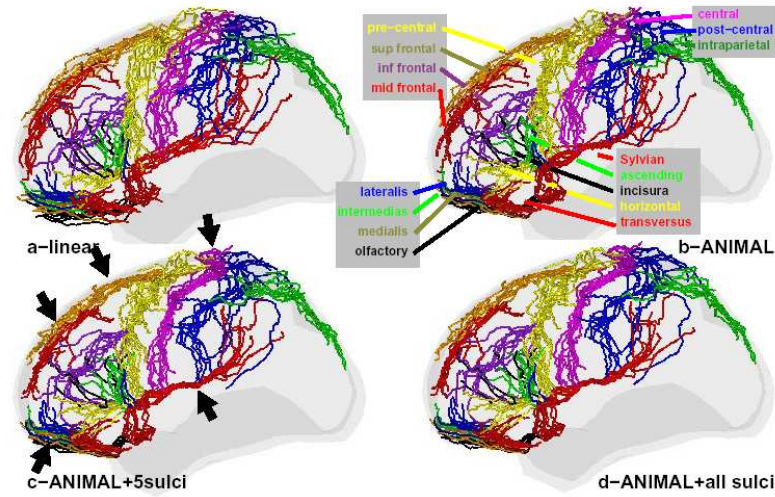 pre-central
sup frontal
inf frontal
mid frontal
central
post-central
intraparietal
Sylvian
ascending
incisura
horizontal
transversus
lateralis
intermedias
medialis
olfactory
a-linear
b-ANIMAL
c-ANIMAL+5sulci
d-ANIMAL+all sulci